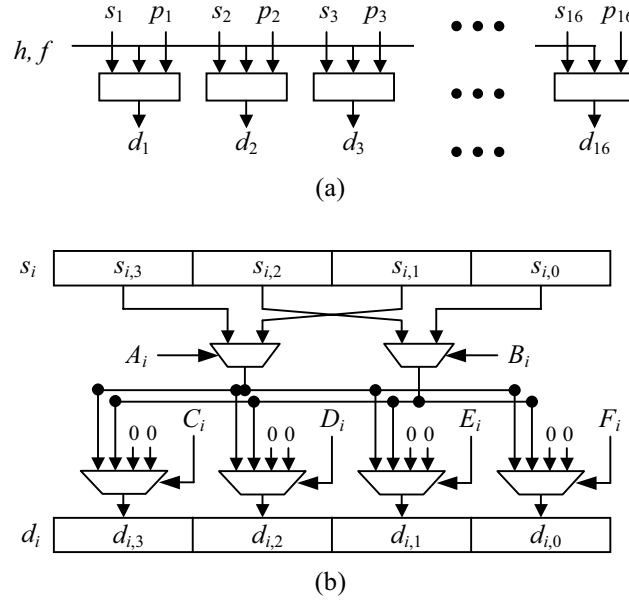 s₁ p₁ s₂ p₂ s₃ p₃ s₁₆ p₁₆
h, f
d₁ d₂ d₃ d₁₆
(a)
sᵢ sᵢ,₃ sᵢ,₂ sᵢ,₁ sᵢ,₀
Aᵢ Bᵢ
Cᵢ Dᵢ Eᵢ Fᵢ
0 0 0 0 0 0 0 0
dᵢ dᵢ,₃ dᵢ,₂ dᵢ,₁ dᵢ,₀
(b)